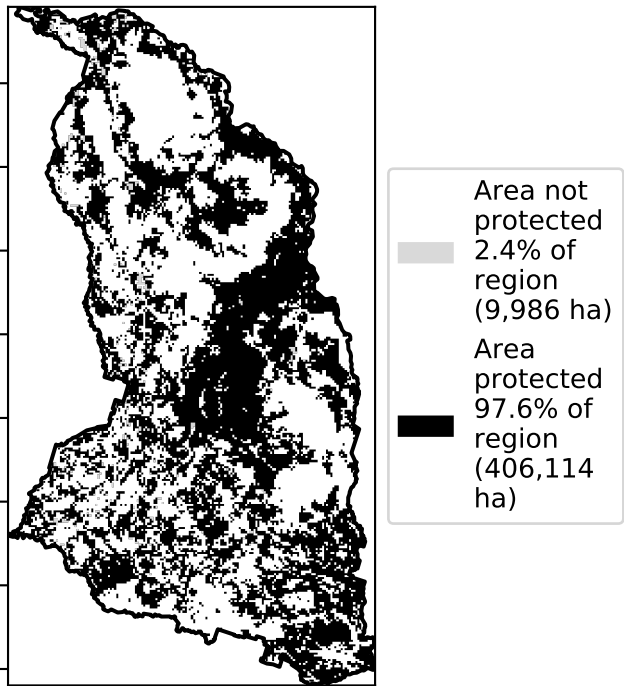 Area not
protected
2.4% of
region
(9,986 ha)
Area
protected
97.6% of
region
(406,114
ha)